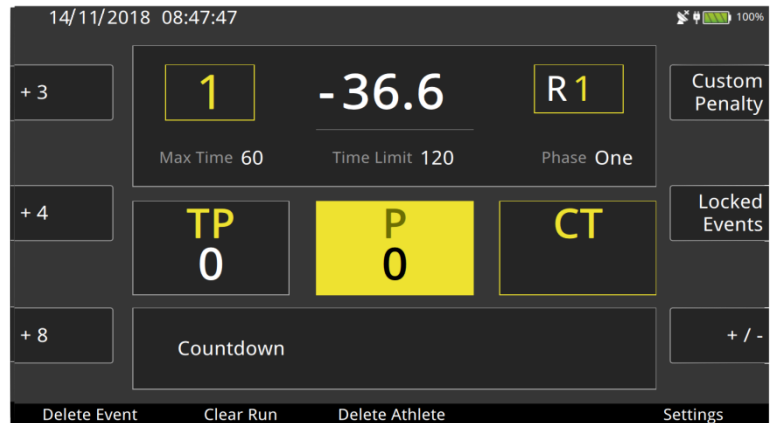 14/11/2018 08:47:47 100%
+ 3
1
-36.6
R 1
Custom Penalty
Max Time 60
Time Limit 120
Phase One
+ 4
TP
0
P
0
CT
Locked Events
+ 8
Countdown
+ / -
Delete Event
Clear Run
Delete Athlete
Settings